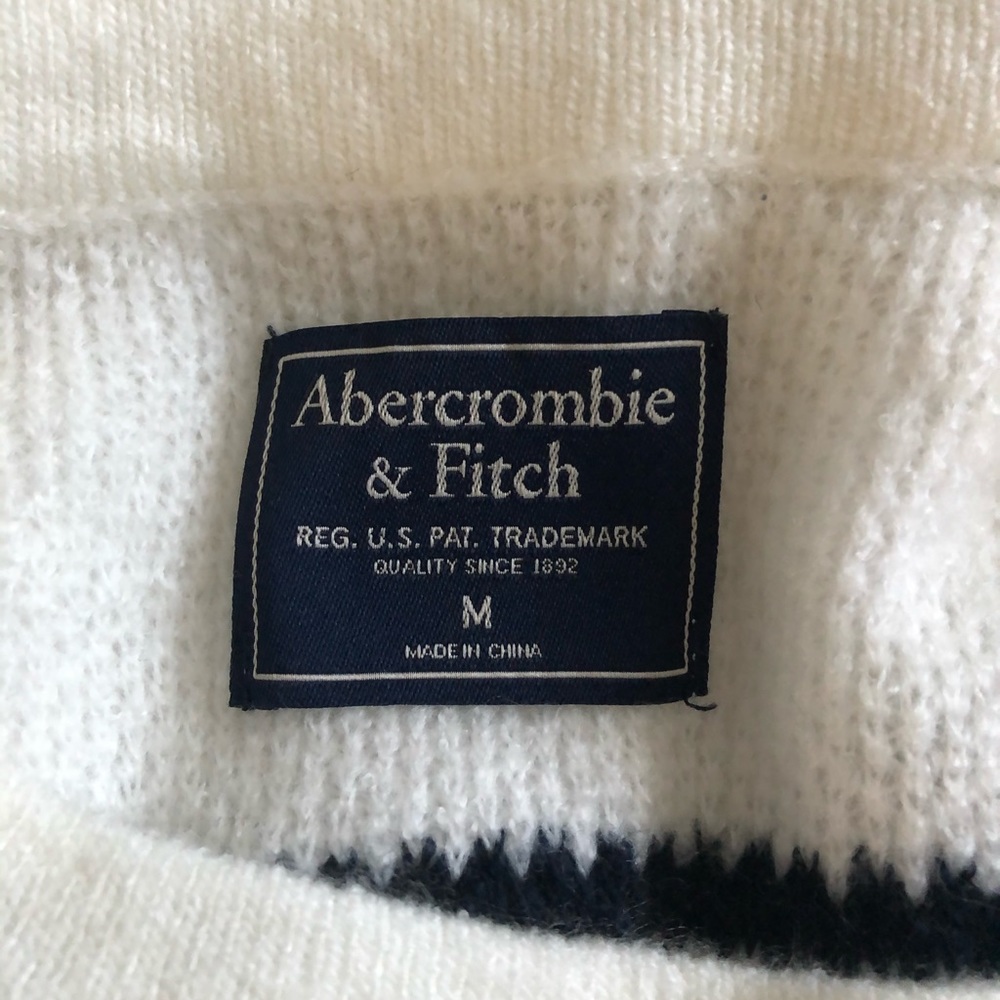 Abercrombie
& Fitch
REG. U.S. PAT. TRADEMARK
QUALITY SINCE 1892
M
MADE IN CHINA